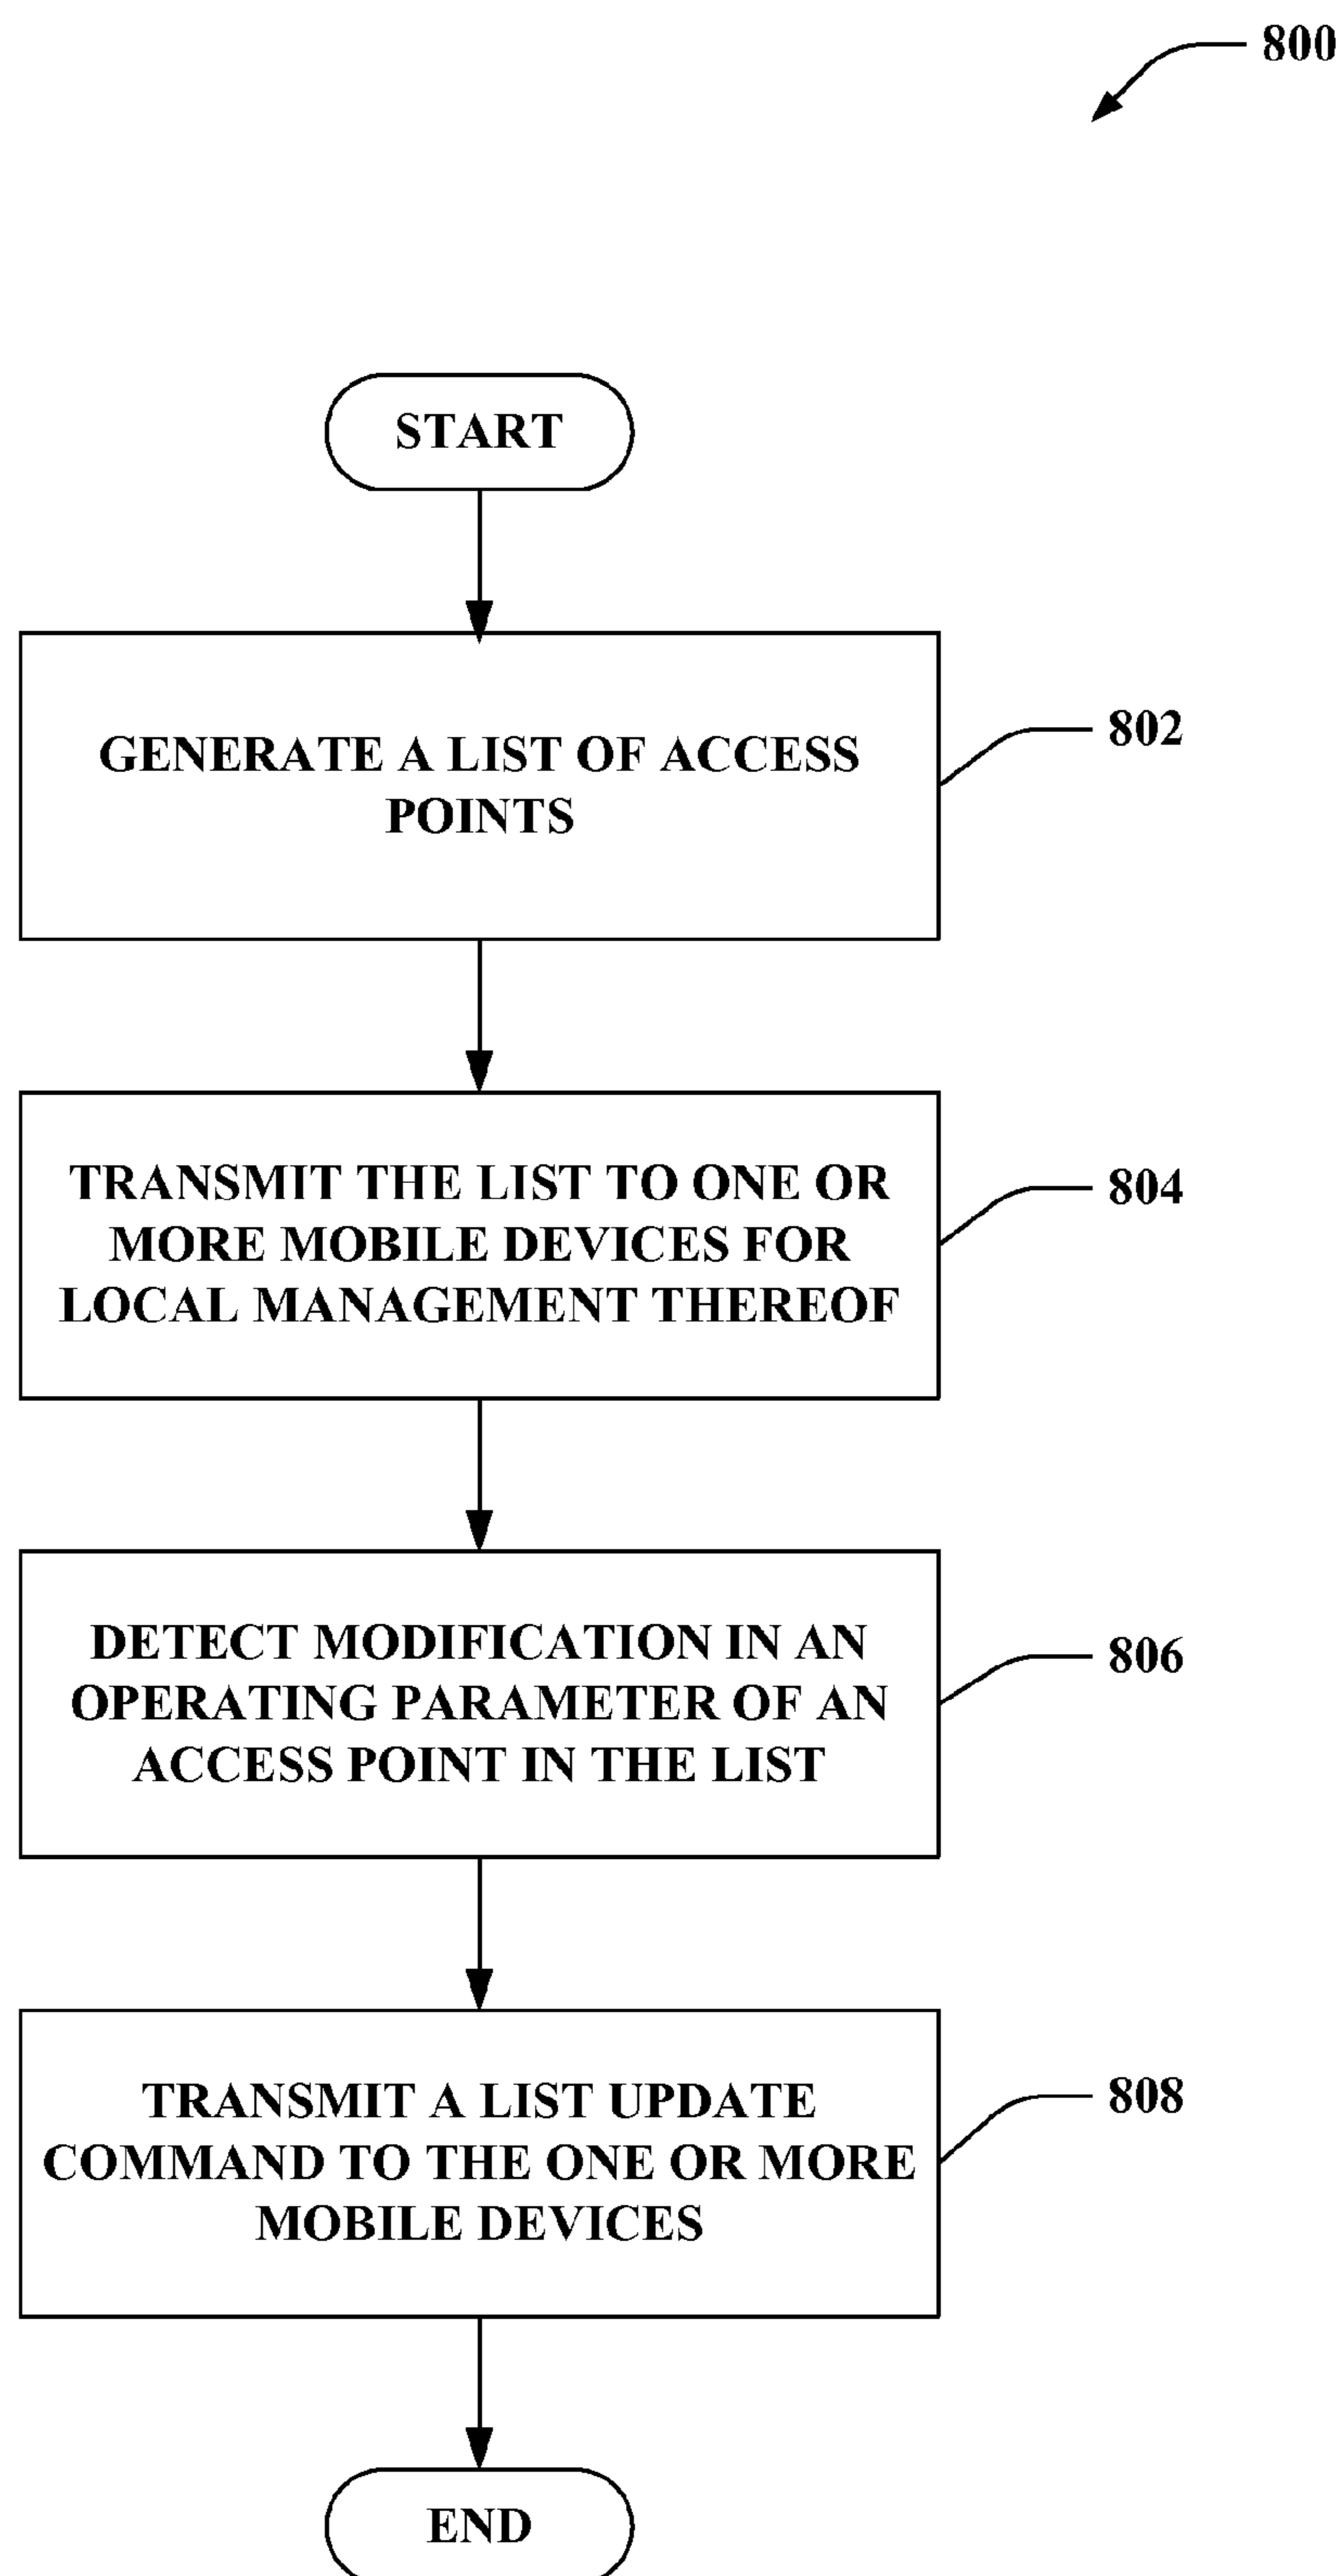 800
START
GENERATE A LIST OF ACCESS
POINTS
802
TRANSMIT THE LIST TO ONE OR
MORE MOBILE DEVICES FOR
LOCAL MANAGEMENT THEREOF
804
DETECT MODIFICATION IN AN
OPERATING PARAMETER OF AN
ACCESS POINT IN THE LIST
806
TRANSMIT A LIST UPDATE
COMMAND TO THE ONE OR MORE
MOBILE DEVICES
808
END